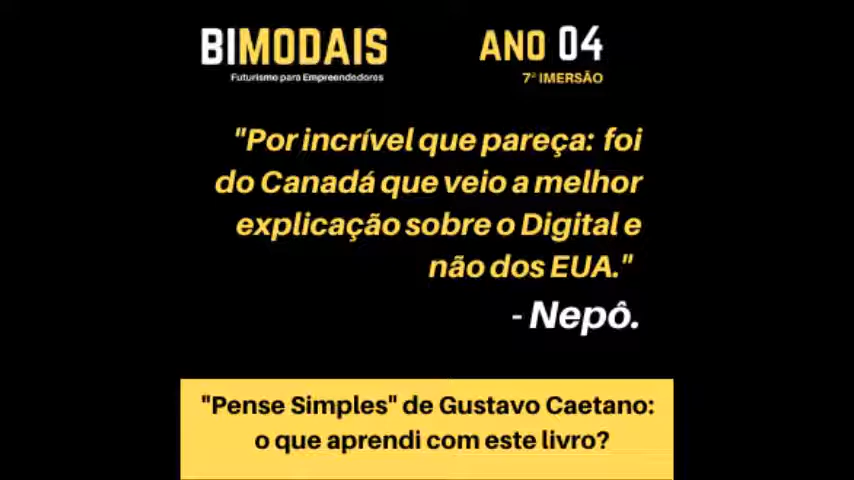 BIMODAIS
Futurismo para Empreendedores
ANO 04
7ª IMERSÃO
"Por incrível que pareça: foi
do Canadá que veio a melhor
explicação sobre o Digital e
não dos EUA."
- Nepô.
"Pense Simples" de Gustavo Caetano:
o que aprendi com este livro?